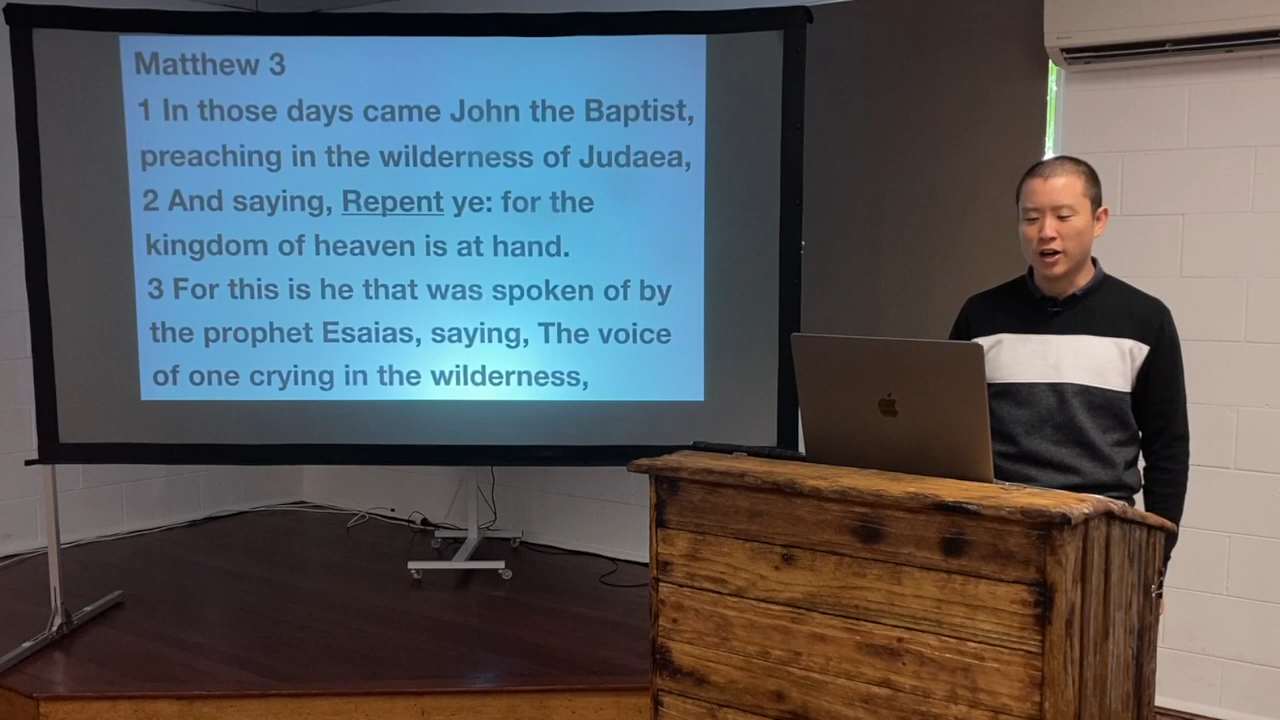 Matthew 3
1 In those days came John the Baptist,
preaching in the wilderness of Judaea,
2 And saying, Repent ye: for the
kingdom of heaven is at hand.
3 For this is he that was spoken of by
the prophet Esaias, saying, The voice
of one crying in the wilderness,